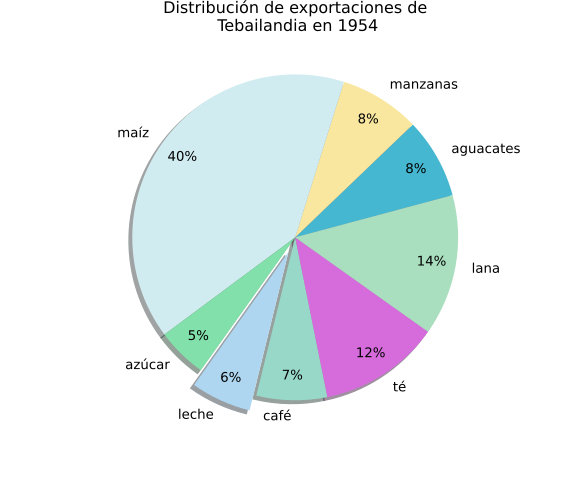 Distribución de exportaciones de
Tebailandia en 1954
manzanas
8%
aguacates
8%
maíz
40%
lana
14%
azúcar
5%
leche
6%
café
7%
té
12%